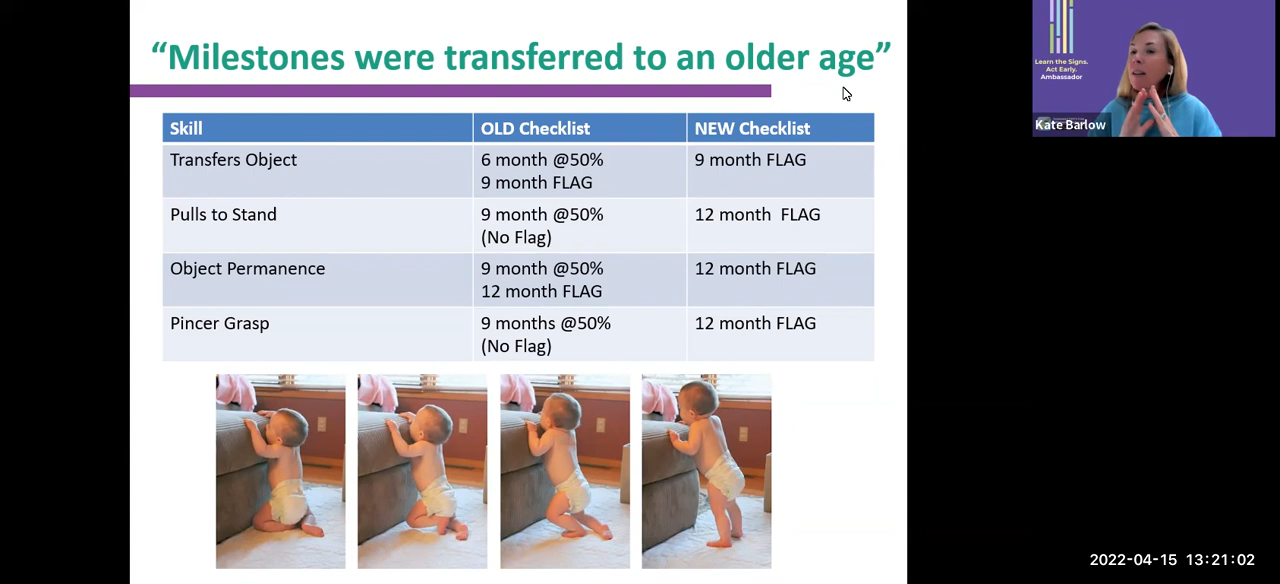 “Milestones were transferred to an older age”
Skill OLD Checklist NEW Checklist
Transfers Object 6 month @50% 9 month FLAG
9 month FLAG
Pulls to Stand 9 month @50% 12 month FLAG
(No Flag)
Object Permanence 9 month @50% 12 month FLAG
12 month FLAG
Pincer Grasp 9 months @50% 12 month FLAG
(No Flag)
Learn the Signs.
Act Early.
Ambassador
Kate Barlow
2022-04-15 13:21:02